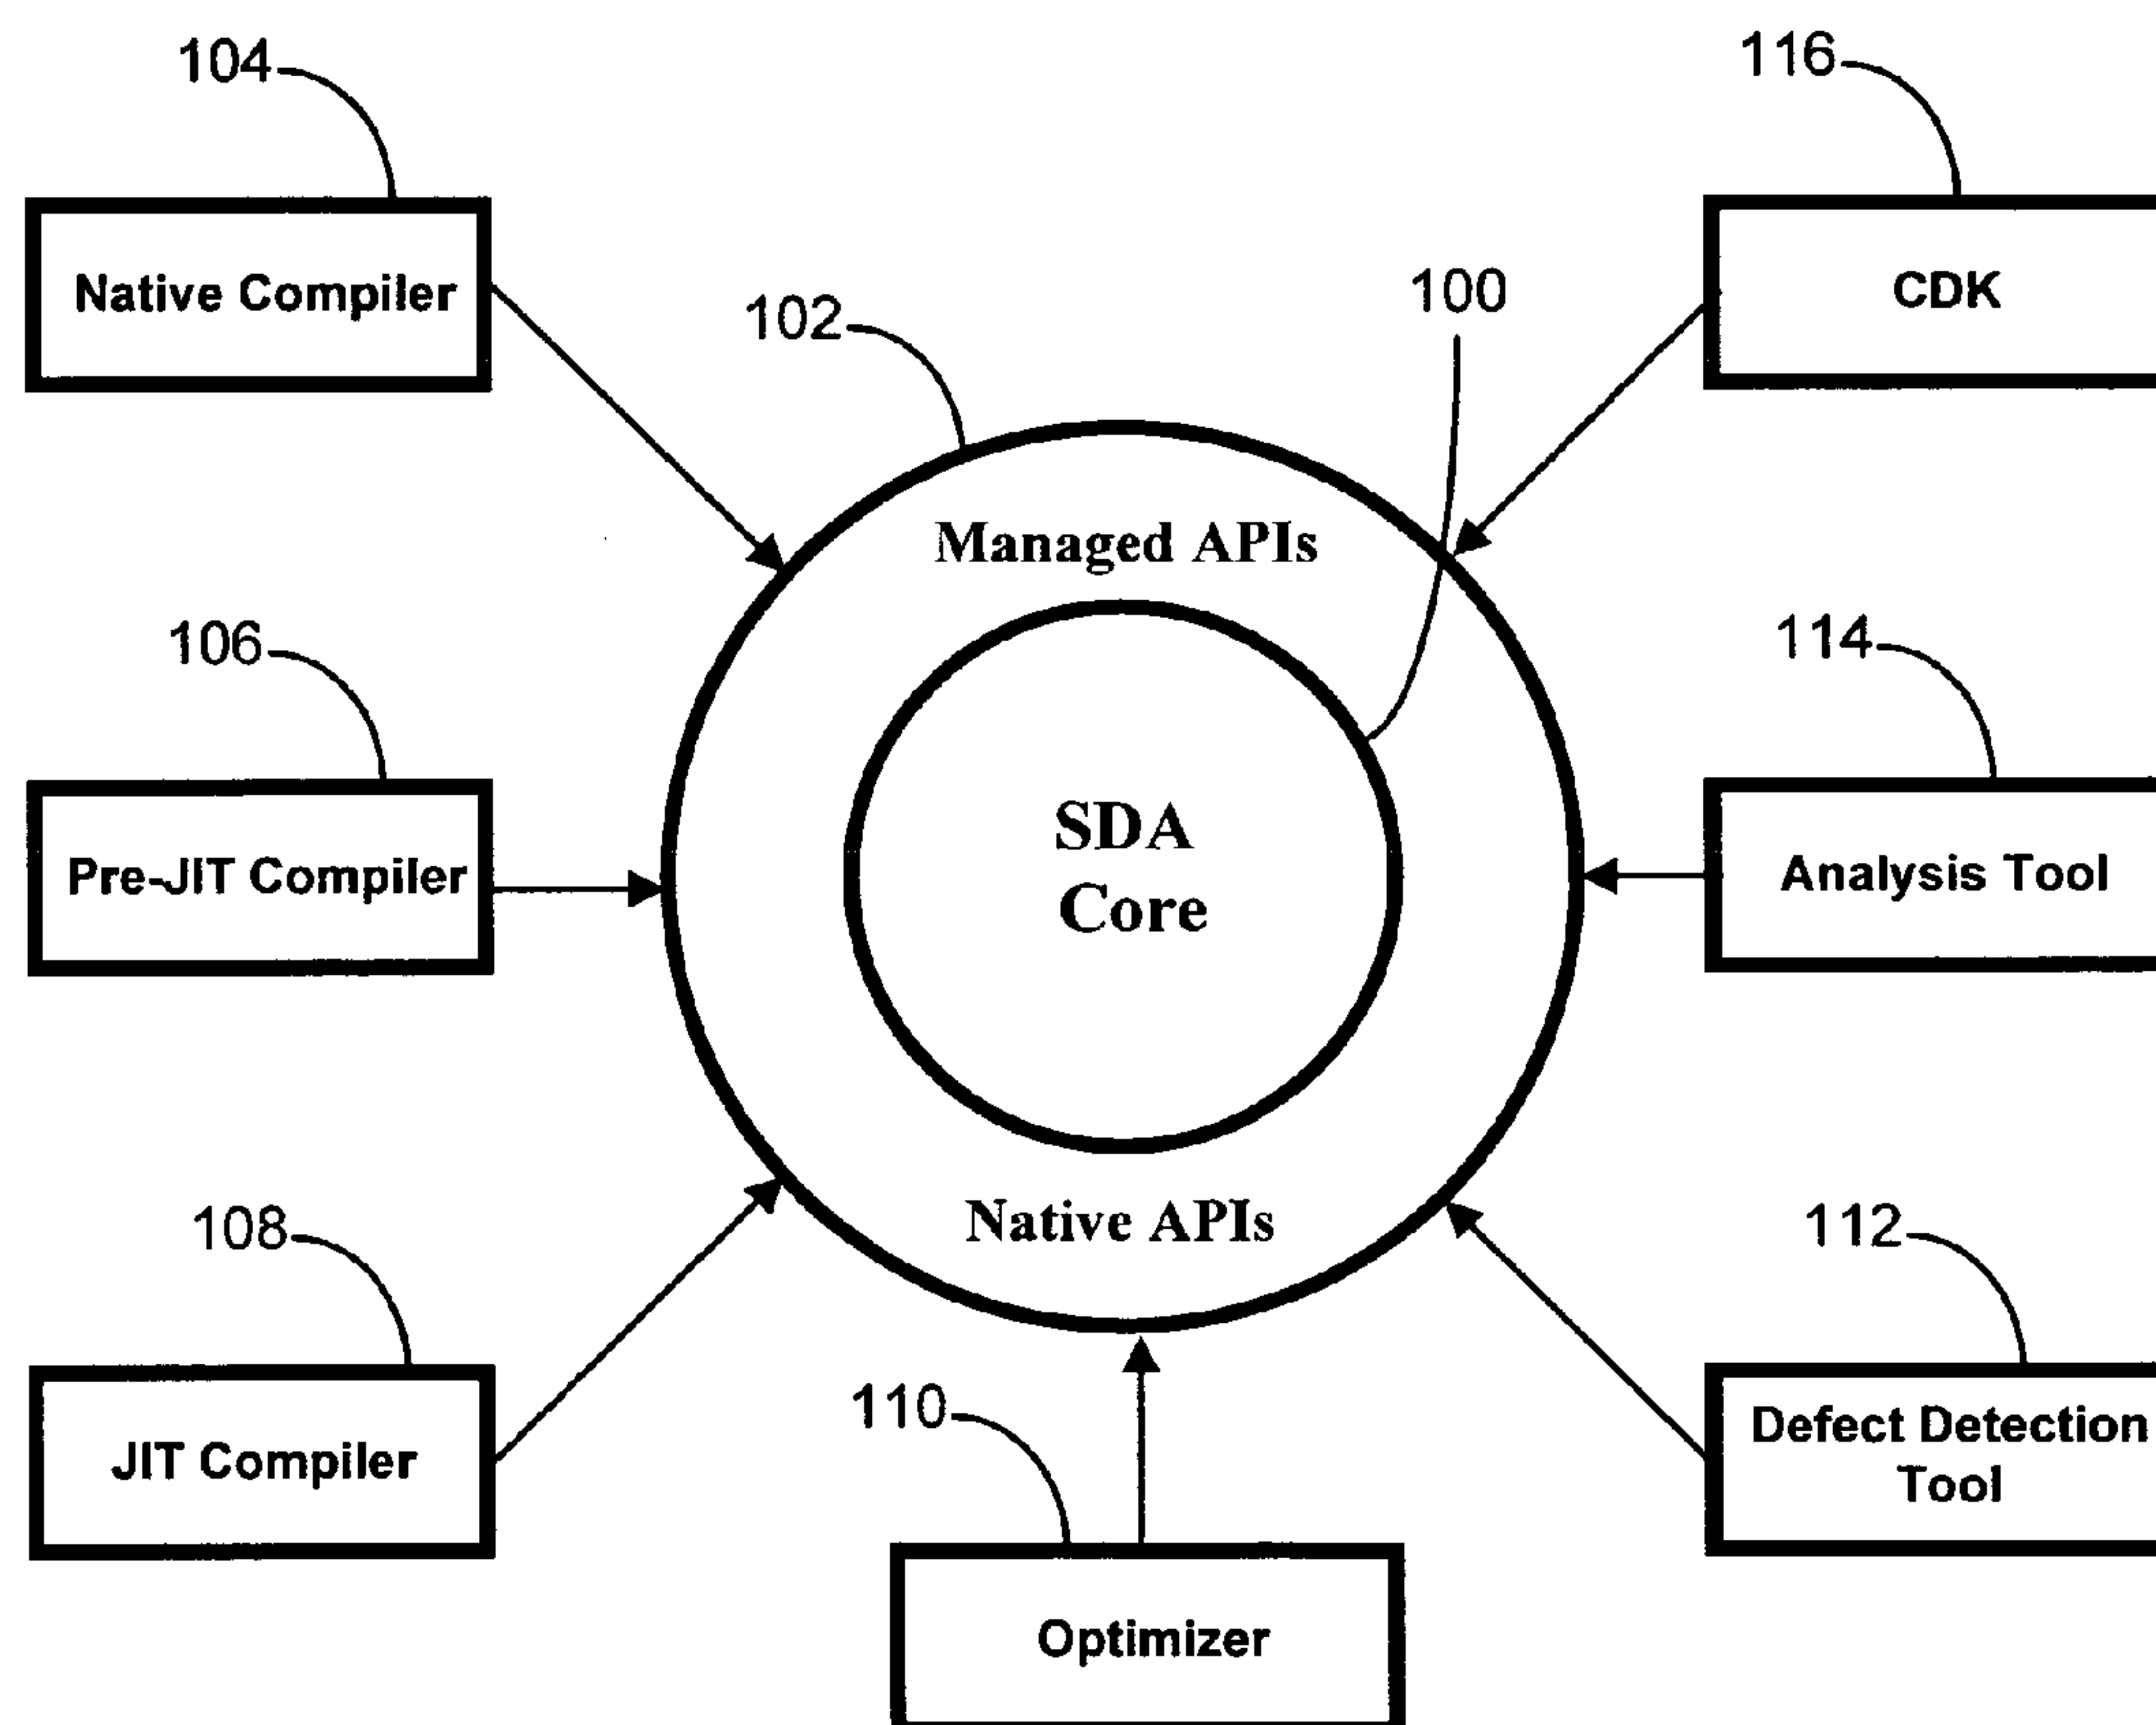 104
116
Native Compiler
CDK
102
100
Managed APIs
106
114
SDA
Core
Pre-JIT Compiler
Analysis Tool
108
Native APIs
112
110
JIT Compiler
Defect Detection
Tool
Optimizer